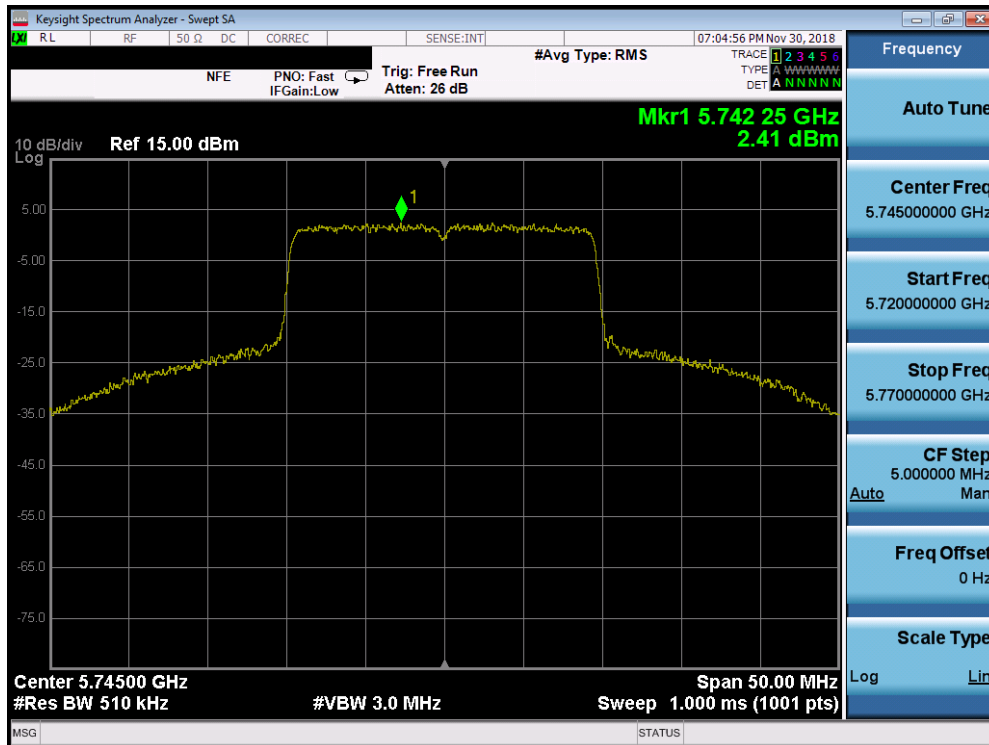 Keysight Spectrum Analyzer - Swept SA
LXI RL RF 50 Ω DC CORREC SENSE:INT 07:04:56 PM Nov 30, 2018
NFE PNO: Fast Trig: Free Run #Avg Type: RMS TRACE 1 2 3 4 5 6
IFGain:Low Atten: 26 dB TYPE A WWWWWW
DET A N N N N N
Mkr1 5.742 25 GHz
2.41 dBm
10 dB/div Ref 15.00 dBm
Log
1
5.00
-5.00
-15.0
-25.0
-35.0
-45.0
-55.0
-65.0
-75.0
Center 5.74500 GHz Span 50.00 MHz
#Res BW 510 kHz #VBW 3.0 MHz Sweep 1.000 ms (1001 pts)
MSG STATUS
Frequency
Auto Tune
Center Freq
5.745000000 GHz
Start Freq
5.720000000 GHz
Stop Freq
5.770000000 GHz
CF Step
5.000000 MHz
Auto Man
Freq Offset
0 Hz
Scale Type
Log Lin